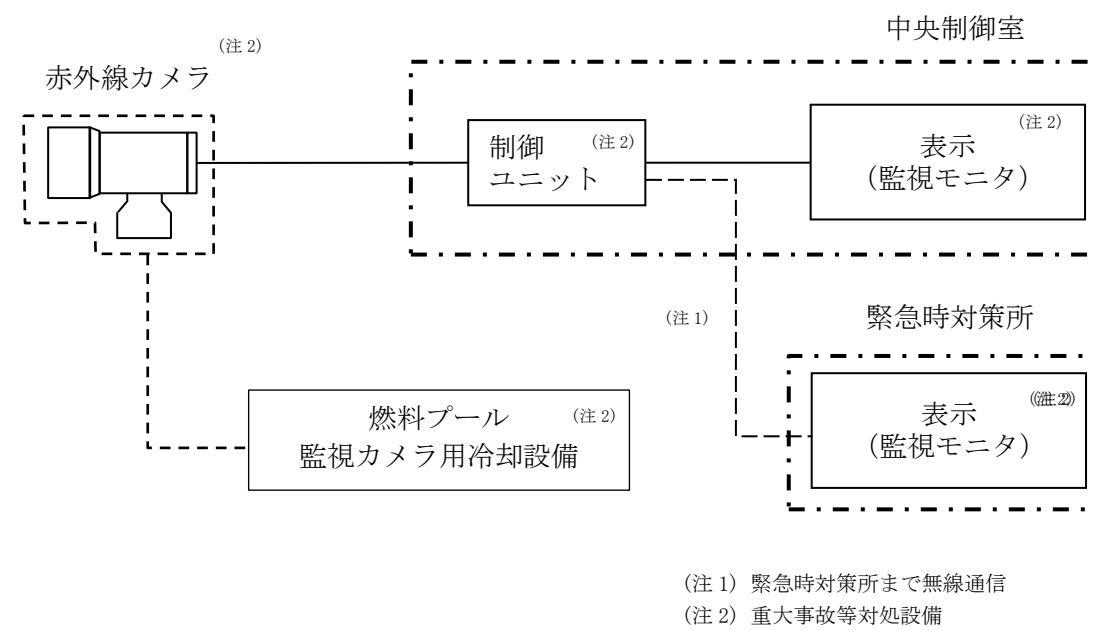 中央制御室
(注 2)
赤外線カメラ
制御 (注 2)
ユニット
(注 2)
表示
(監視モニタ)
(注 1)
緊急時対策所
(注 2)
表示
(監視モニタ)
燃料プール (注 2)
監視カメラ用冷却設備
(注 1) 緊急時対策所まで無線通信
(注 2) 重大事故等対処設備